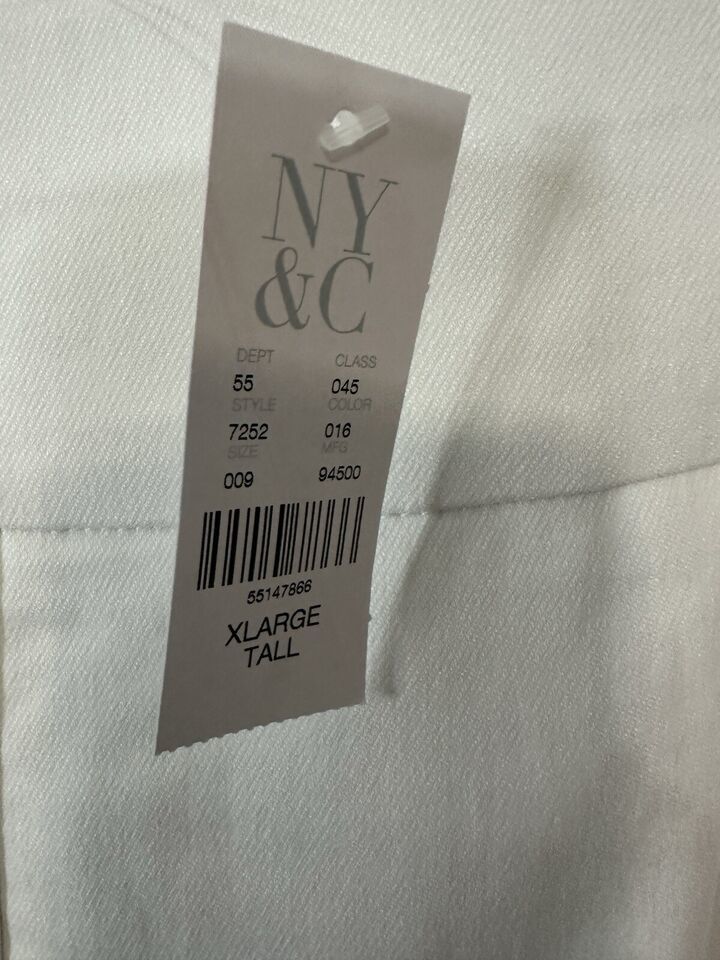 NY
&C
DEPT CLASS
55 045
STYLE COLOR
7252 016
SIZE MFG
009 94500
55147866
XLARGE
TALL